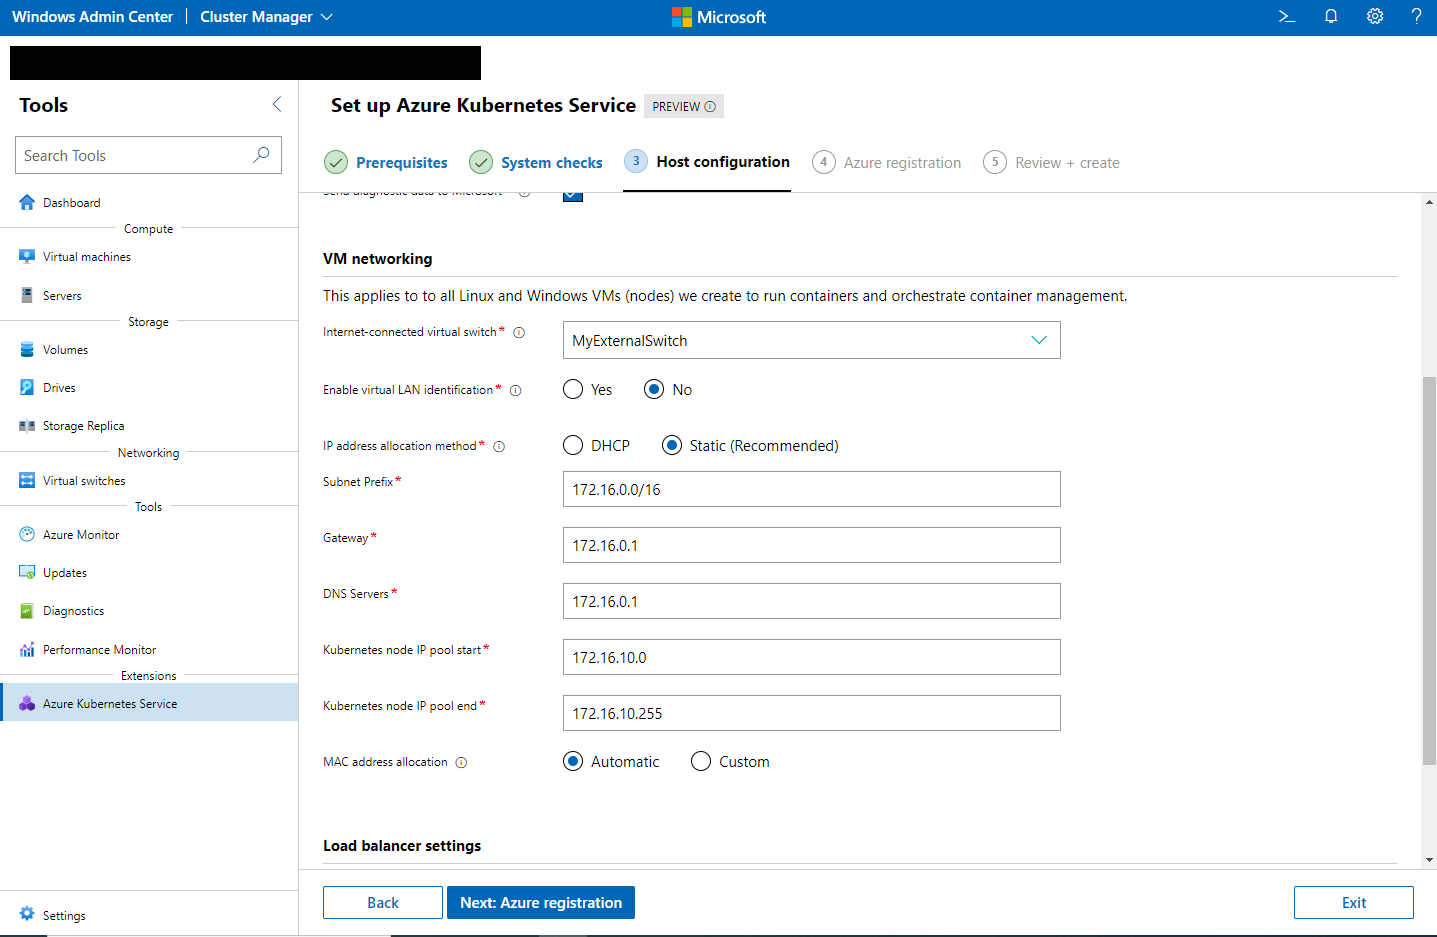 Windows Admin Center | Cluster Manager
Microsoft
>_
?
Tools
Search Tools
Dashboard
Compute
Virtual machines
Servers
Storage
Volumes
Drives
Storage Replica
Networking
Virtual switches
Tools
Azure Monitor
Updates
Diagnostics
Performance Monitor
Extensions
Azure Kubernetes Service
Settings
Set up Azure Kubernetes Service PREVIEW
Prerequisites
System checks
3 Host configuration
4 Azure registration
5 Review + create
Send diagnostic data to Microsoft
VM networking
This applies to to all Linux and Windows VMs (nodes) we create to run containers and orchestrate container management.
Internet-connected virtual switch* MyExternalSwitch
Enable virtual LAN identification* Yes No
IP address allocation method* DHCP Static (Recommended)
Subnet Prefix* 172.16.0.0/16
Gateway* 172.16.0.1
DNS Servers* 172.16.0.1
Kubernetes node IP pool start* 172.16.10.0
Kubernetes node IP pool end* 172.16.10.255
MAC address allocation Automatic Custom
Load balancer settings
Back Next: Azure registration Exit